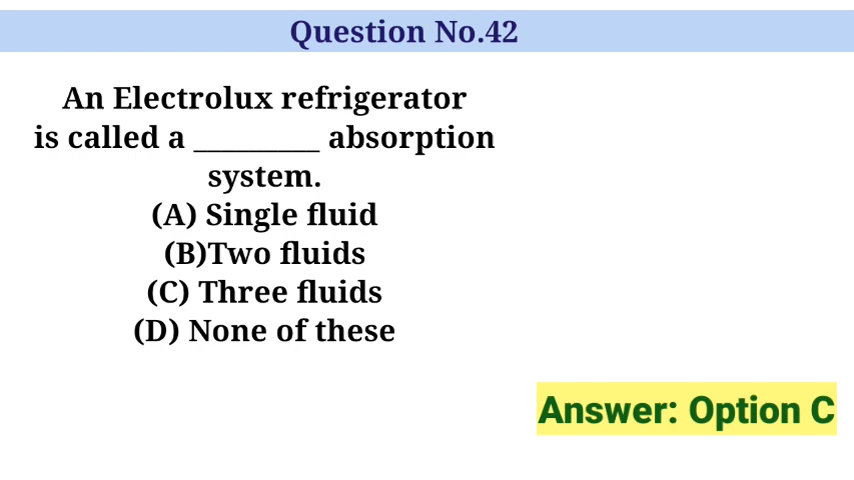 Question No.42
An Electrolux refrigerator
is called a _________ absorption
system.
(A) Single fluid
(B)Two fluids
(C) Three fluids
(D) None of these
Answer: Option C